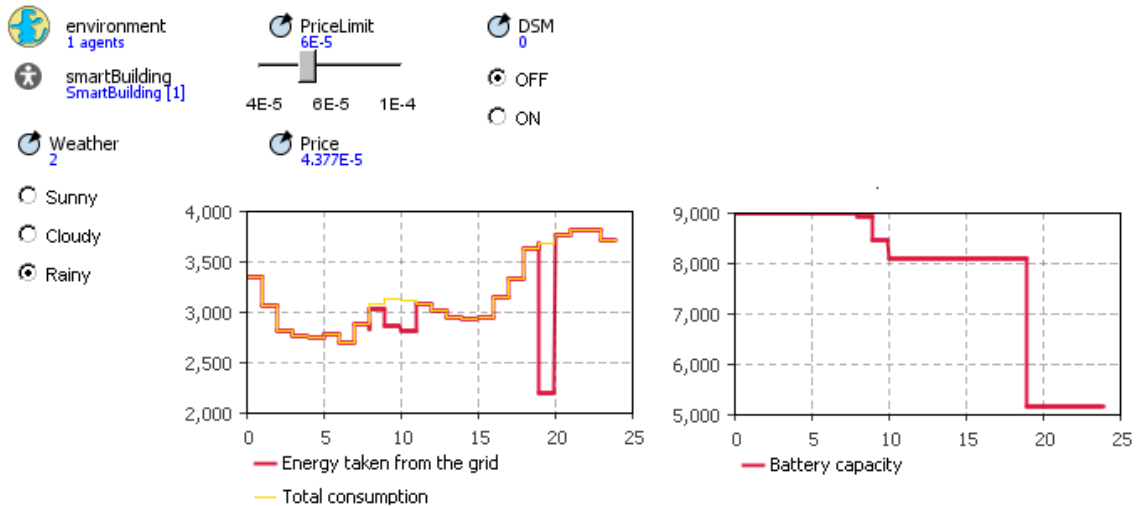 environment
1 agents
smartBuilding
SmartBuilding [1]
PriceLimit
6E-5
4E-5 6E-5 1E-4
DSM
0
OFF
ON
Weather
2
Sunny
Cloudy
Rainy
Price
4.377E-5
4,000
3,500
3,000
2,500
2,000
0 5 10 15 20 25
Energy taken from the grid
Total consumption
9,000
8,000
7,000
6,000
5,000
0 5 10 15 20 25
Battery capacity